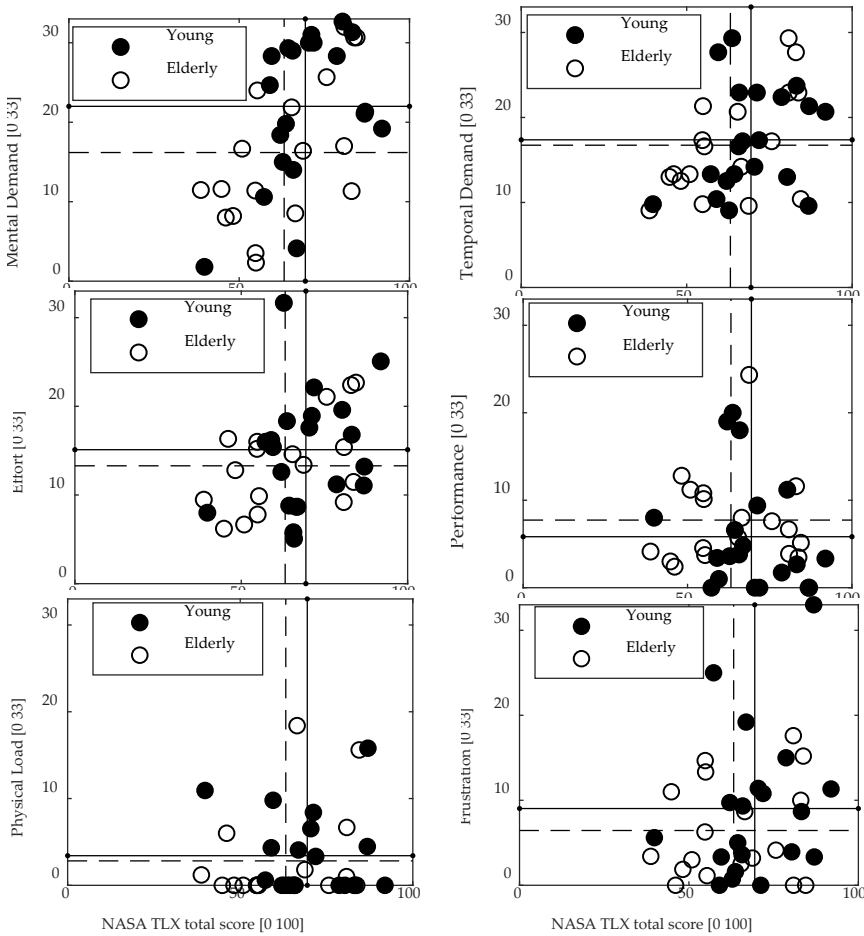 Young
Elderly
Mental Demand [0 33]
30
20
10
0
50
100
Young
Elderly
Temporal Demand [0 33]
30
20
10
0
50
100
Young
Elderly
Effort [0 33]
30
20
10
0
50
100
Young
Elderly
Performance [0 33]
30
20
10
0
50
100
Young
Elderly
Physical Load [0 33]
30
20
10
0
0
50
100
NASA TLX total score [0 100]
Young
Elderly
Frustration [0 33]
30
20
10
0
0
50
100
NASA TLX total score [0 100]